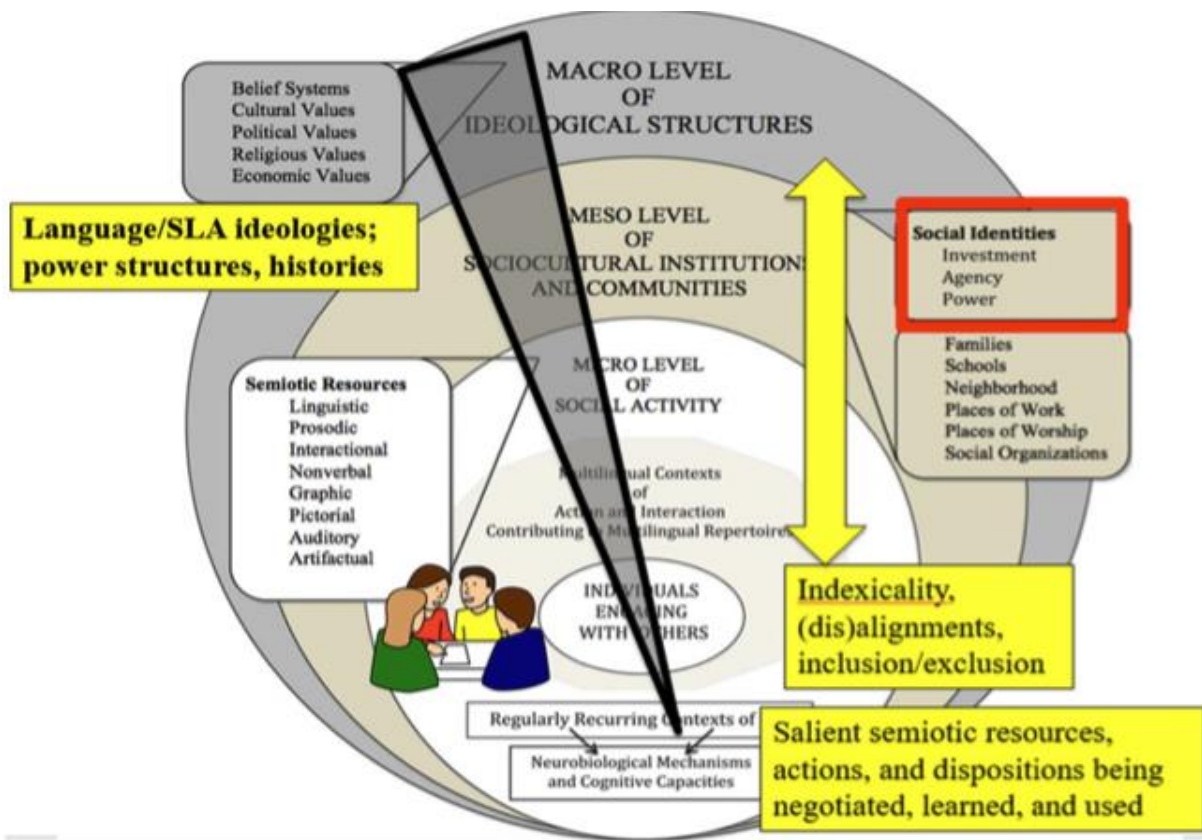 MACRO LEVEL
OF
IDEOLOGICAL STRUCTURES
Belief Systems
Cultural Values
Political Values
Religious Values
Economic Values
Language/SLA ideologies;
power structures, histories
MESO LEVEL
OF
SOCIOCULTURAL INSTITUTIONS
AND COMMUNITIES
Social Identities
Investment
Agency
Power
Families
Schools
Neighborhood
Places of Work
Places of Worship
Social Organizations
MICRO LEVEL
OF
SOCIAL ACTIVITY
Semiotic Resources
Linguistic
Prosodic
Interactional
Nonverbal
Graphic
Pictorial
Auditory
Artifactual
Multilingual Contexts
of
Action and Interaction
Contributing to Multilingual Repertoires
INDIVIDUALS
ENGAGING
WITH OTHERS
Indexicality,
(dis)alignments,
inclusion/exclusion
Regularly Recurring Contexts of
Neurobiological Mechanisms
and Cognitive Capacities
Salient semiotic resources,
actions, and dispositions being
negotiated, learned, and used